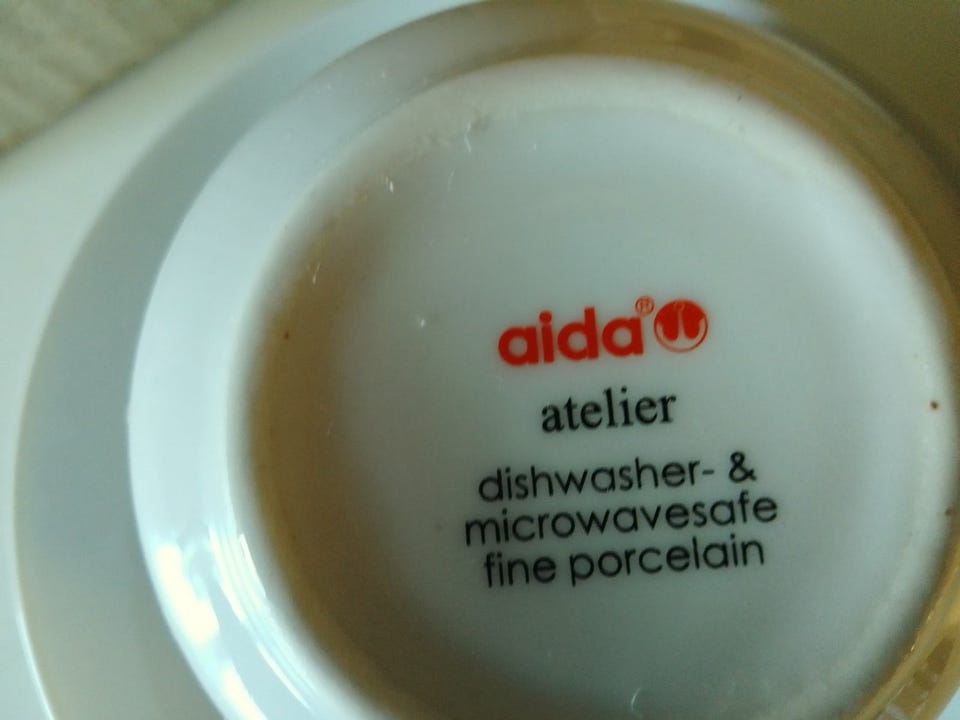 aida®
atelier
dishwasher- &
microwavesafe
fine porcelain